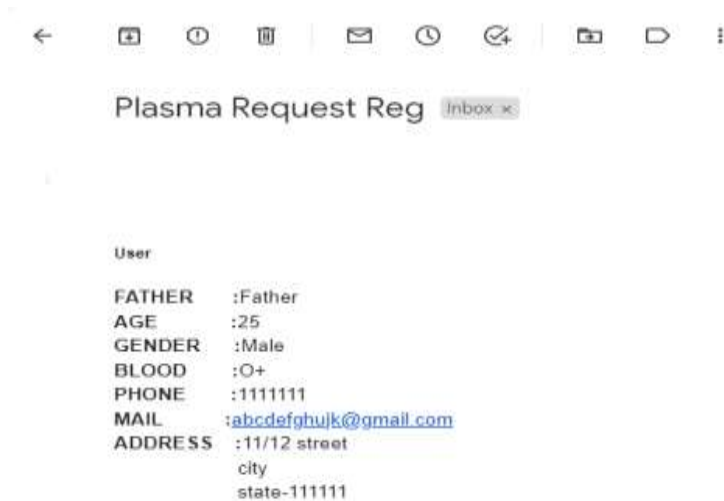 Plasma Request Reg Inbox ×
User
FATHER :Father
AGE :25
GENDER :Male
BLOOD :O+
PHONE :1111111
MAIL :abcdefghujk@gmail.com
ADDRESS :11/12 street
city
state-111111